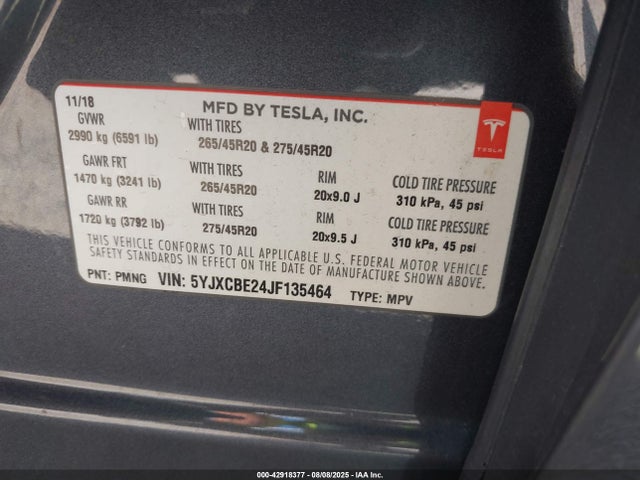 11/18 MFD BY TESLA, INC.
GVWR WITH TIRES
2990 kg (6591 lb) 265/45R20 & 275/45R20
TESLA
GAWR FRT WITH TIRES RIM COLD TIRE PRESSURE
1470 kg (3241 lb) 265/45R20 20x9.0 J 310 kPa, 45 psi
GAWR RR WITH TIRES RIM COLD TIRE PRESSURE
1720 kg (3792 lb) 275/45R20 20x9.5 J 310 kPa, 45 psi
THIS VEHICLE CONFORMS TO ALL APPLICABLE U.S. FEDERAL MOTOR VEHICLE
SAFETY STANDARDS IN EFFECT ON THE DATE OF MANUFACTURE SHOWN ABOVE.
PNT: PMNG VIN: 5YJXCBE24JF135464 TYPE: MPV
000-42918377 - 08/08/2025 - IAA Inc.